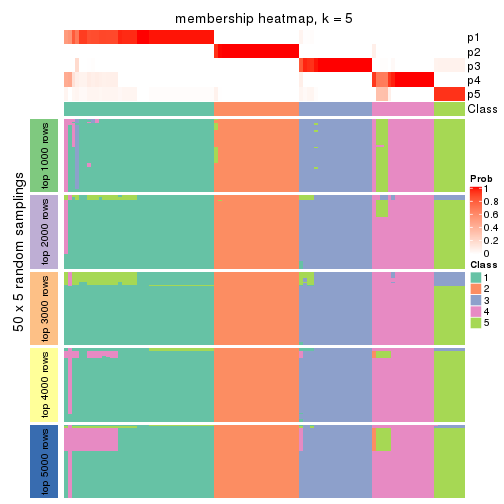 membership heatmap, k = 5
p1
p2
p3
p4
p5
Class
50 x 5 random samplings
top 1000 rows
top 2000 rows
top 3000 rows
top 4000 rows
top 5000 rows
Prob
1
0.8
0.6
0.4
0.2
0
Class
1
2
3
4
5